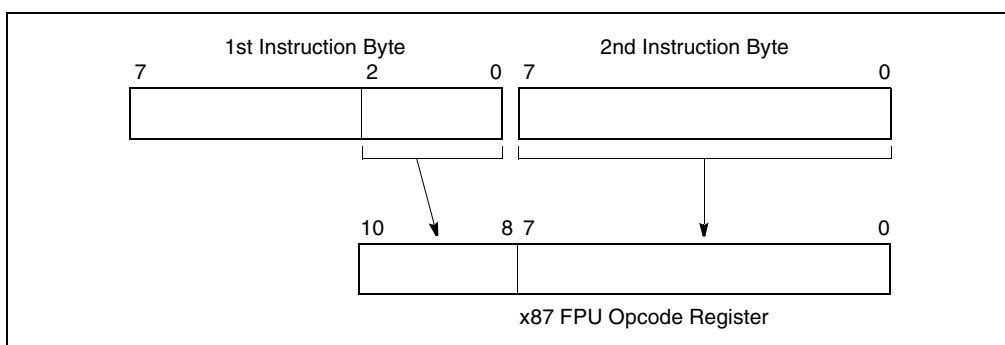 1st Instruction Byte 2nd Instruction Byte
7 2 0 7 0
10 8 7 0
x87 FPU Opcode Register